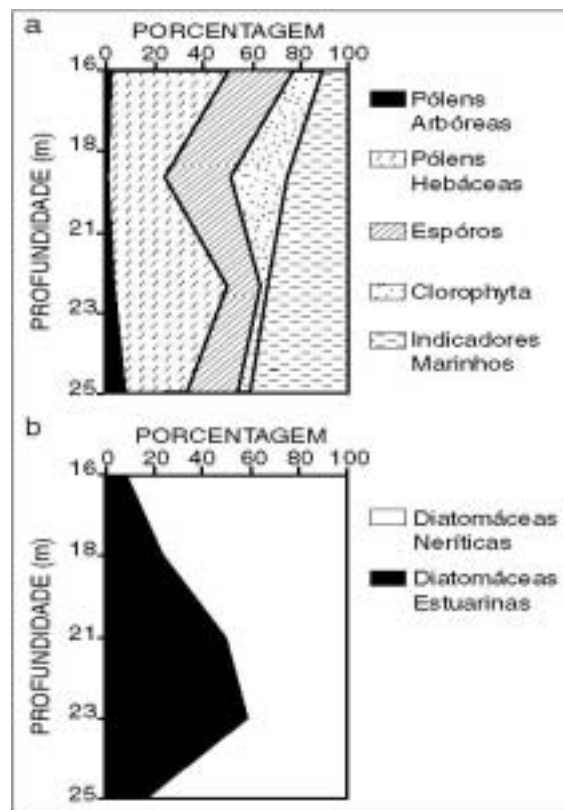 a
PORCENTAGEM
0 20 40 60 80 100
PROFUNDIDADE (m)
16
18
21
23
25
Pólens
Arbóreas
Pólens
Hebáceas
Espóros
Clorophyta
Indicadores
Marinhos
b
PORCENTAGEM
0 20 40 60 80 100
PROFUNDIDADE (m)
16
18
21
23
25
Diatomáceas
Neríticas
Diatomáceas
Estuarinas